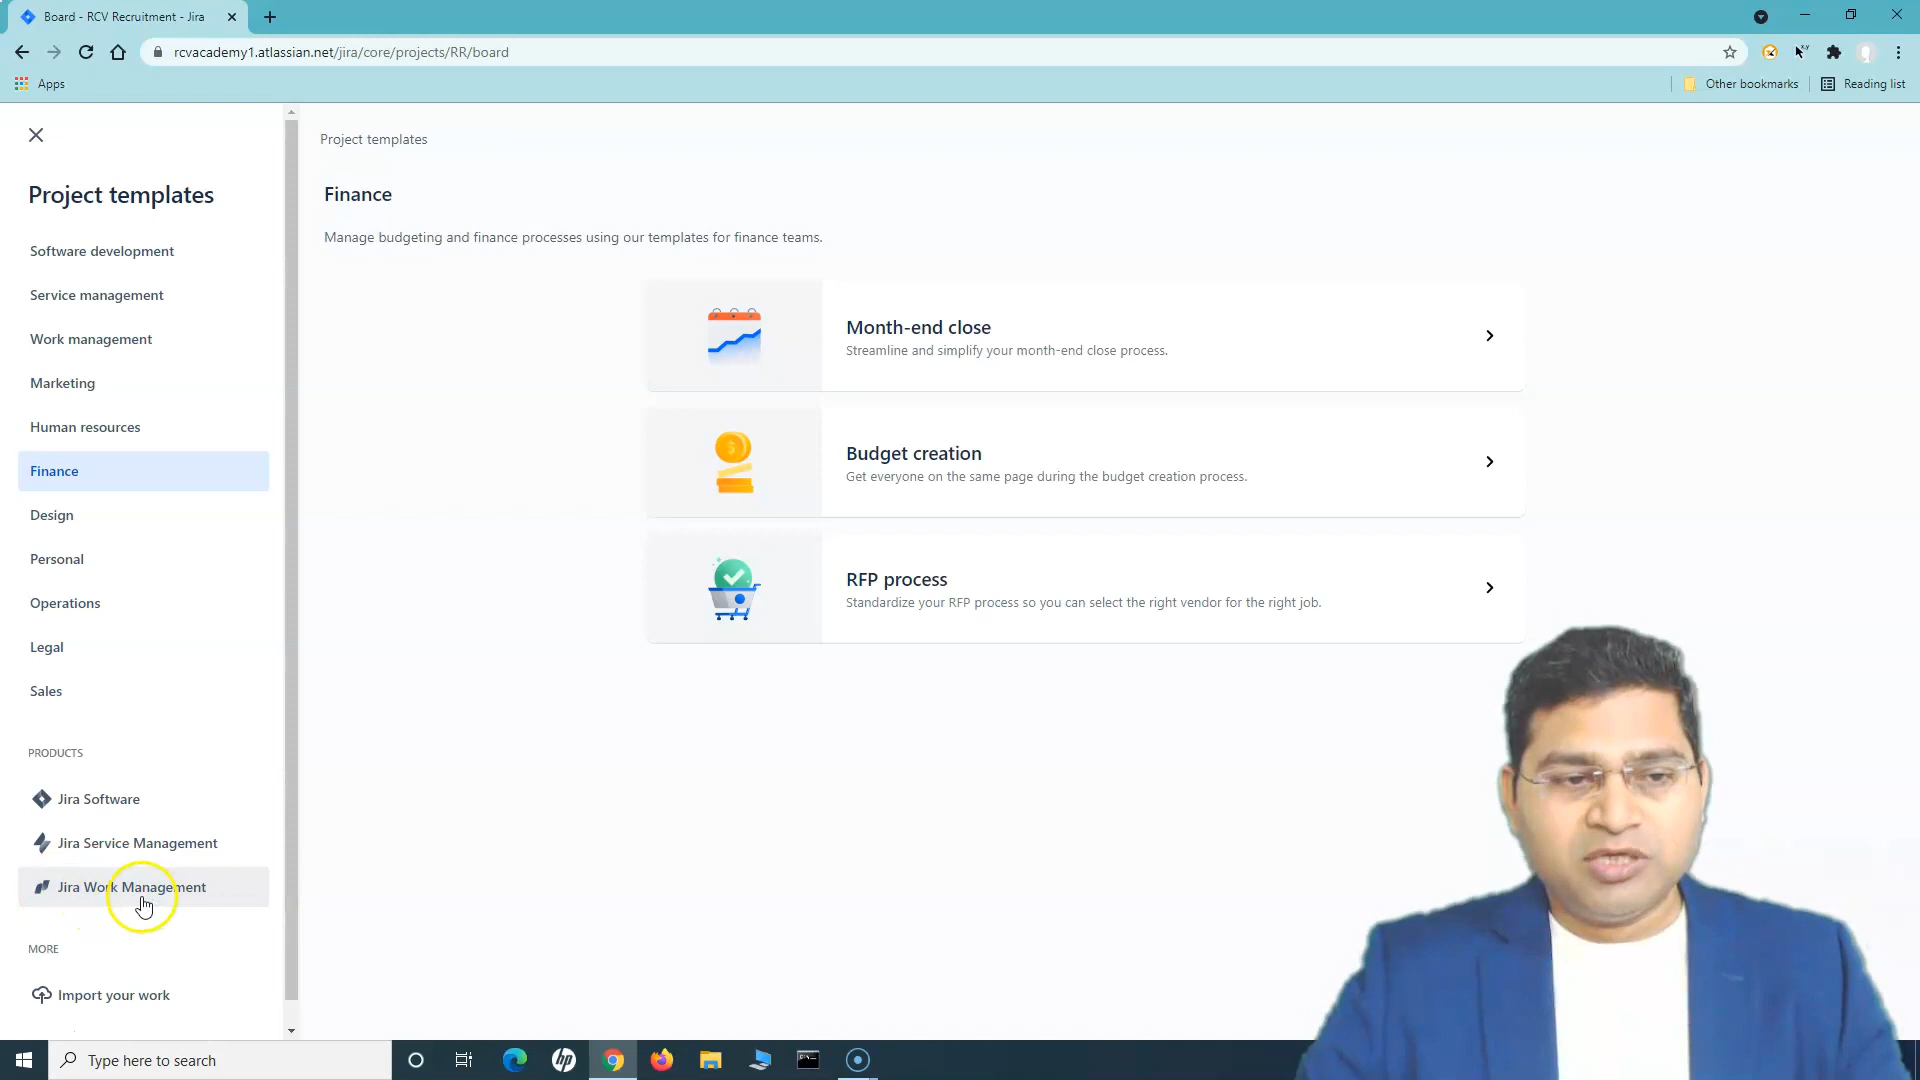 Board - RCV Recruitment - Jira
rcvacademy1.atlassian.net/jira/core/projects/RR/board
Apps
Other bookmarks
Reading list
Project templates
Software development
Service management
Work management
Marketing
Human resources
Finance
Design
Personal
Operations
Legal
Sales
PRODUCTS
Jira Software
Jira Service Management
Jira Work Management
MORE
Import your work
Project templates
Finance
Manage budgeting and finance processes using our templates for finance teams.
Month-end close
Streamline and simplify your month-end close process.
Budget creation
Get everyone on the same page during the budget creation process.
RFP process
Standardize your RFP process so you can select the right vendor for the right job.
Type here to search
hp